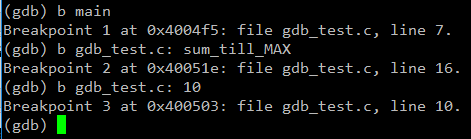 (gdb) b main
Breakpoint 1 at 0x4004f5: file gdb_test.c, line 7.
(gdb) b gdb_test.c: sum_till_MAX
Breakpoint 2 at 0x40051e: file gdb_test.c, line 16.
(gdb) b gdb_test.c: 10
Breakpoint 3 at 0x400503: file gdb_test.c, line 10.
(gdb)